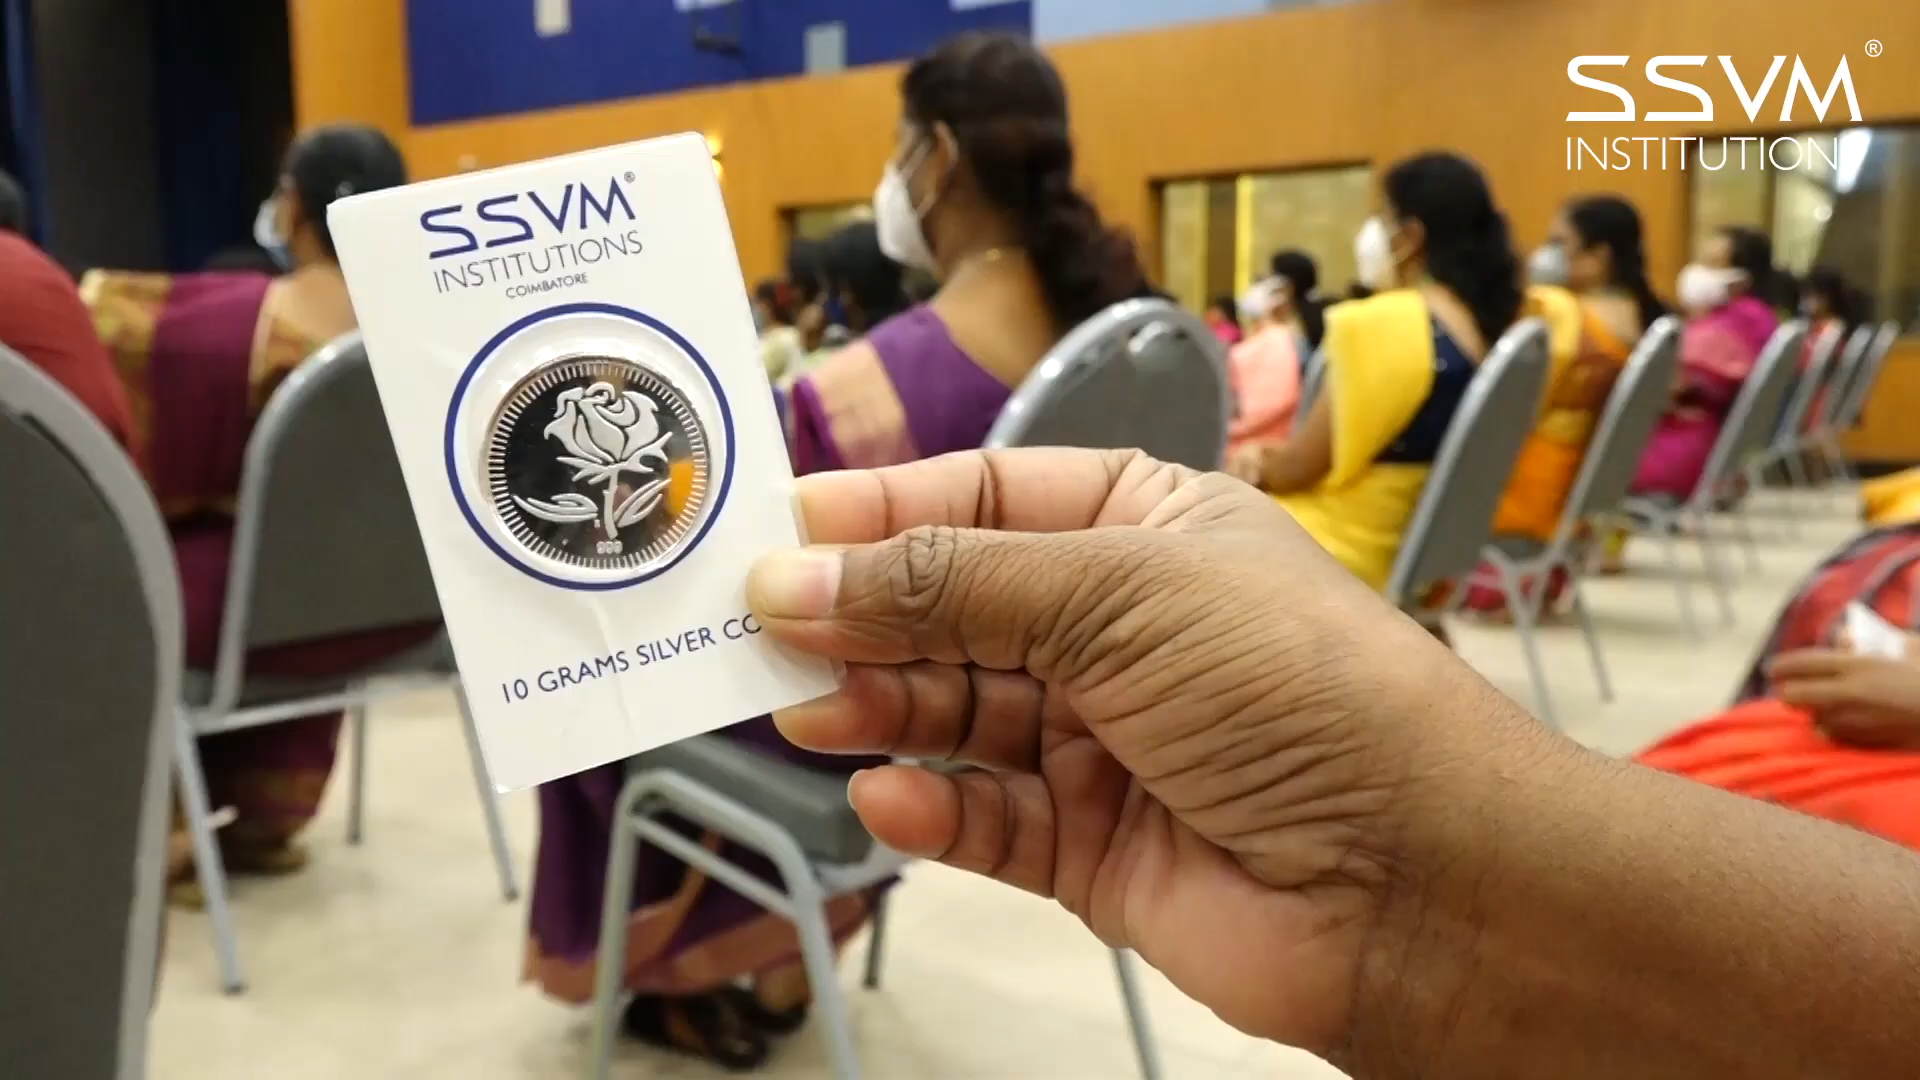 SSVM®
INSTITUTIONS
COIMBATORE
999
10 GRAMS SILVER CO
SSVM®
INSTITUTION